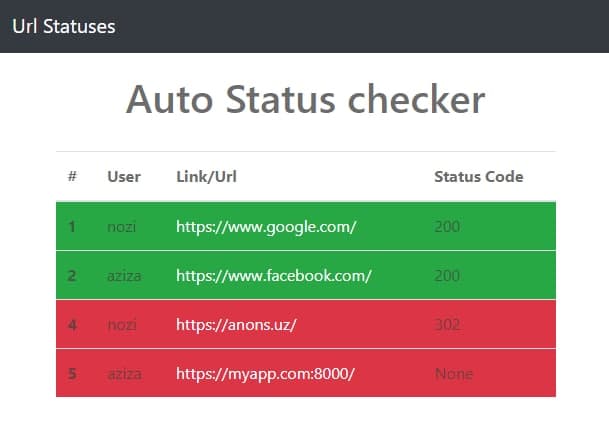 Url Statuses
Auto Status checker
# User Link/Url Status Code
1 nozi https://www.google.com/ 200
2 aziza https://www.facebook.com/ 200
4 nozi https://anons.uz/ 302
5 aziza https://myapp.com:8000/ None